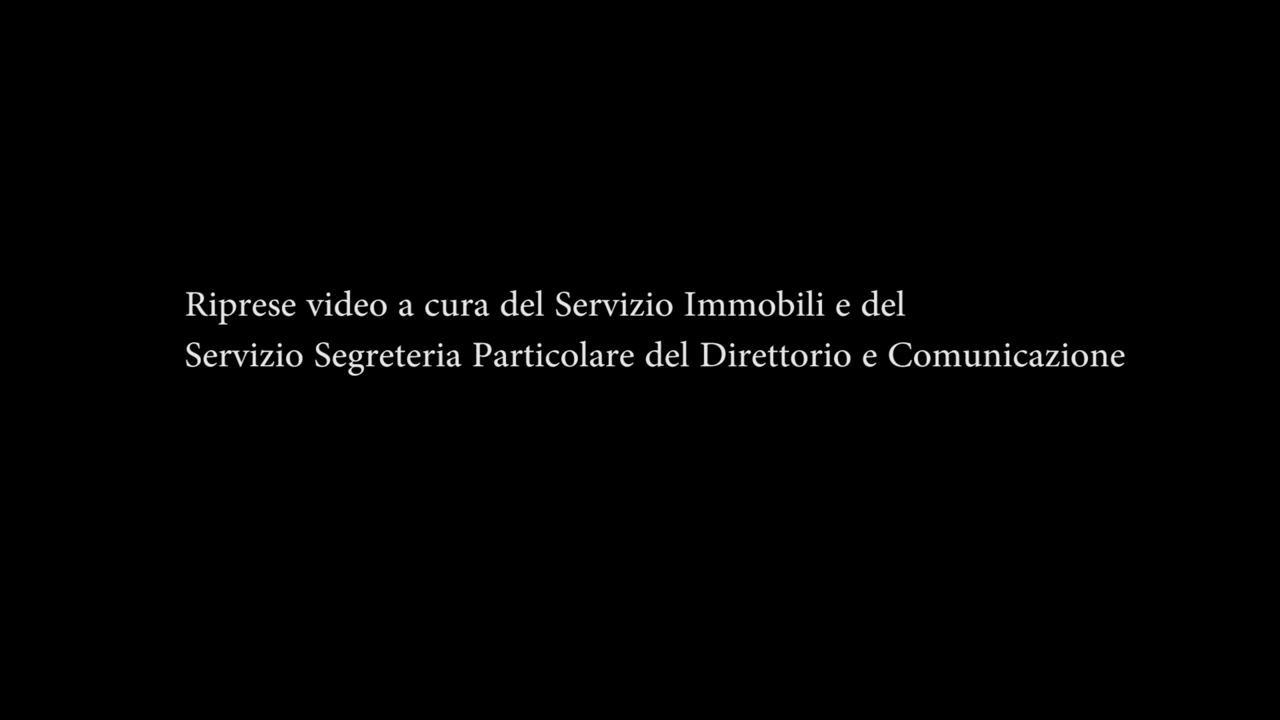 Riprese video a cura del Servizio Immobili e del
Servizio Segreteria Particolare del Direttorio e Comunicazione